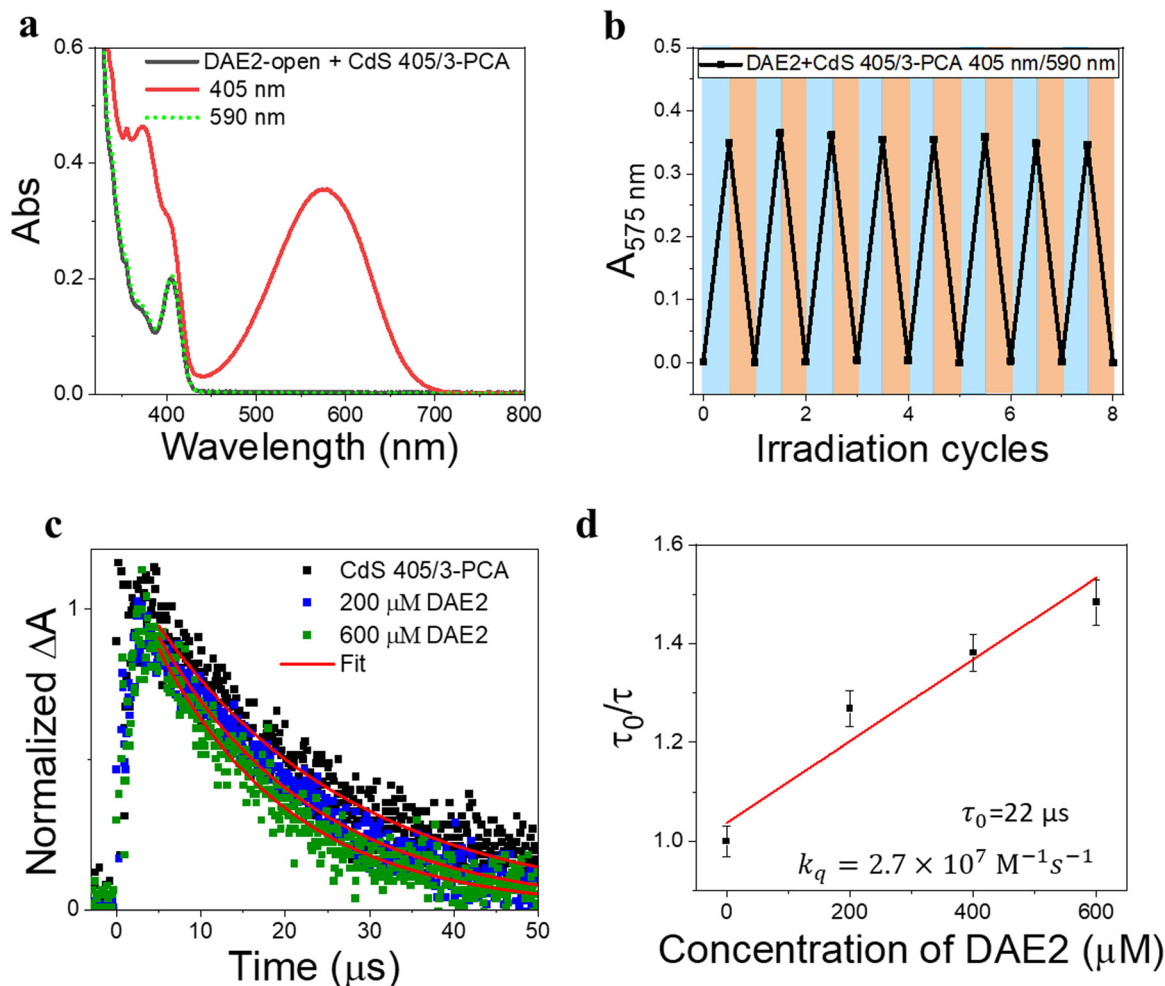 a
Abs
0.6
0.4
0.2
0.0
DAE2-open + CdS 405/3-PCA
405 nm
590 nm
400
500
600
700
800
Wavelength (nm)
b
A575 nm
0.5
0.4
0.3
0.2
0.1
0.0
DAE2+CdS 405/3-PCA 405 nm/590 nm
0
2
4
6
8
Irradiation cycles
c
Normalized ΔA
1
0
CdS 405/3-PCA
200 μM DAE2
600 μM DAE2
Fit
0
10
20
30
40
50
Time (μs)
d
τ0/τ
1.6
1.4
1.2
1.0
τ0=22 μs
kq = 2.7 × 10⁷ M⁻¹s⁻¹
0
200
400
600
Concentration of DAE2 (μM)